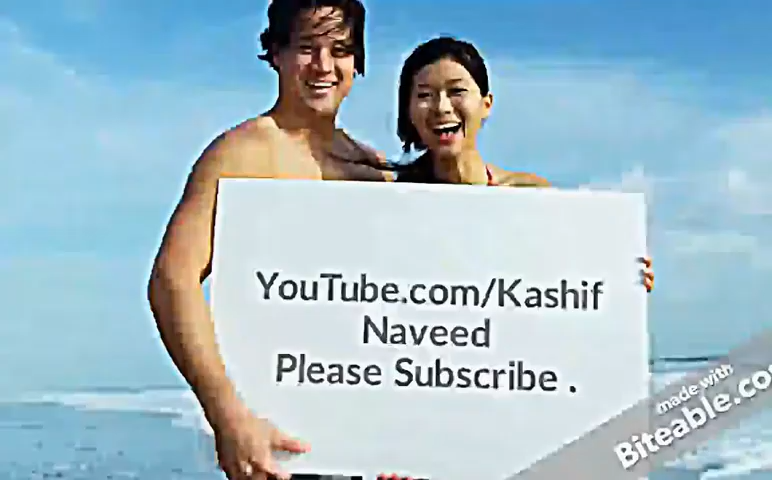 YouTube.com/Kashif
Naveed
Please Subscribe .
made with
Biteable.co